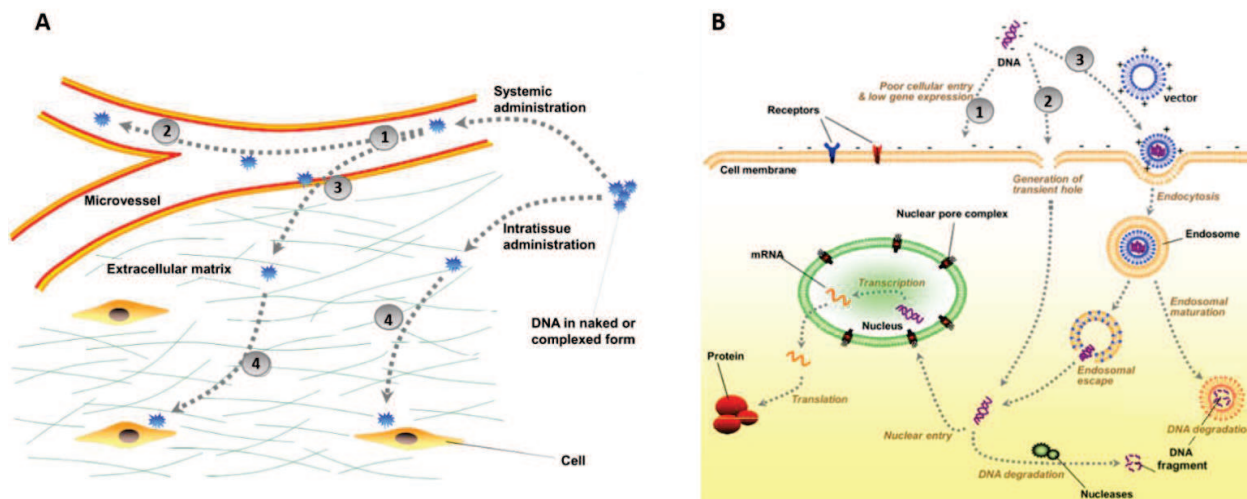 A
Systemic
administration
2
1
3
Microvessel
Intratissue
administration
Extracellular matrix
4
DNA in naked or
complexed form
4
Cell
B
DNA
3
Poor cellular entry
& low gene expression
1
2
vector
Receptors
Cell membrane
Generation of
transient hole
Endocytosis
Nuclear pore complex
Endosome
mRNA
Transcription
Nucleus
Endosomal
maturation
Protein
Endosomal
escape
Translation
Nuclear entry
DNA degradation
DNA
fragment
DNA degradation
Nucleases